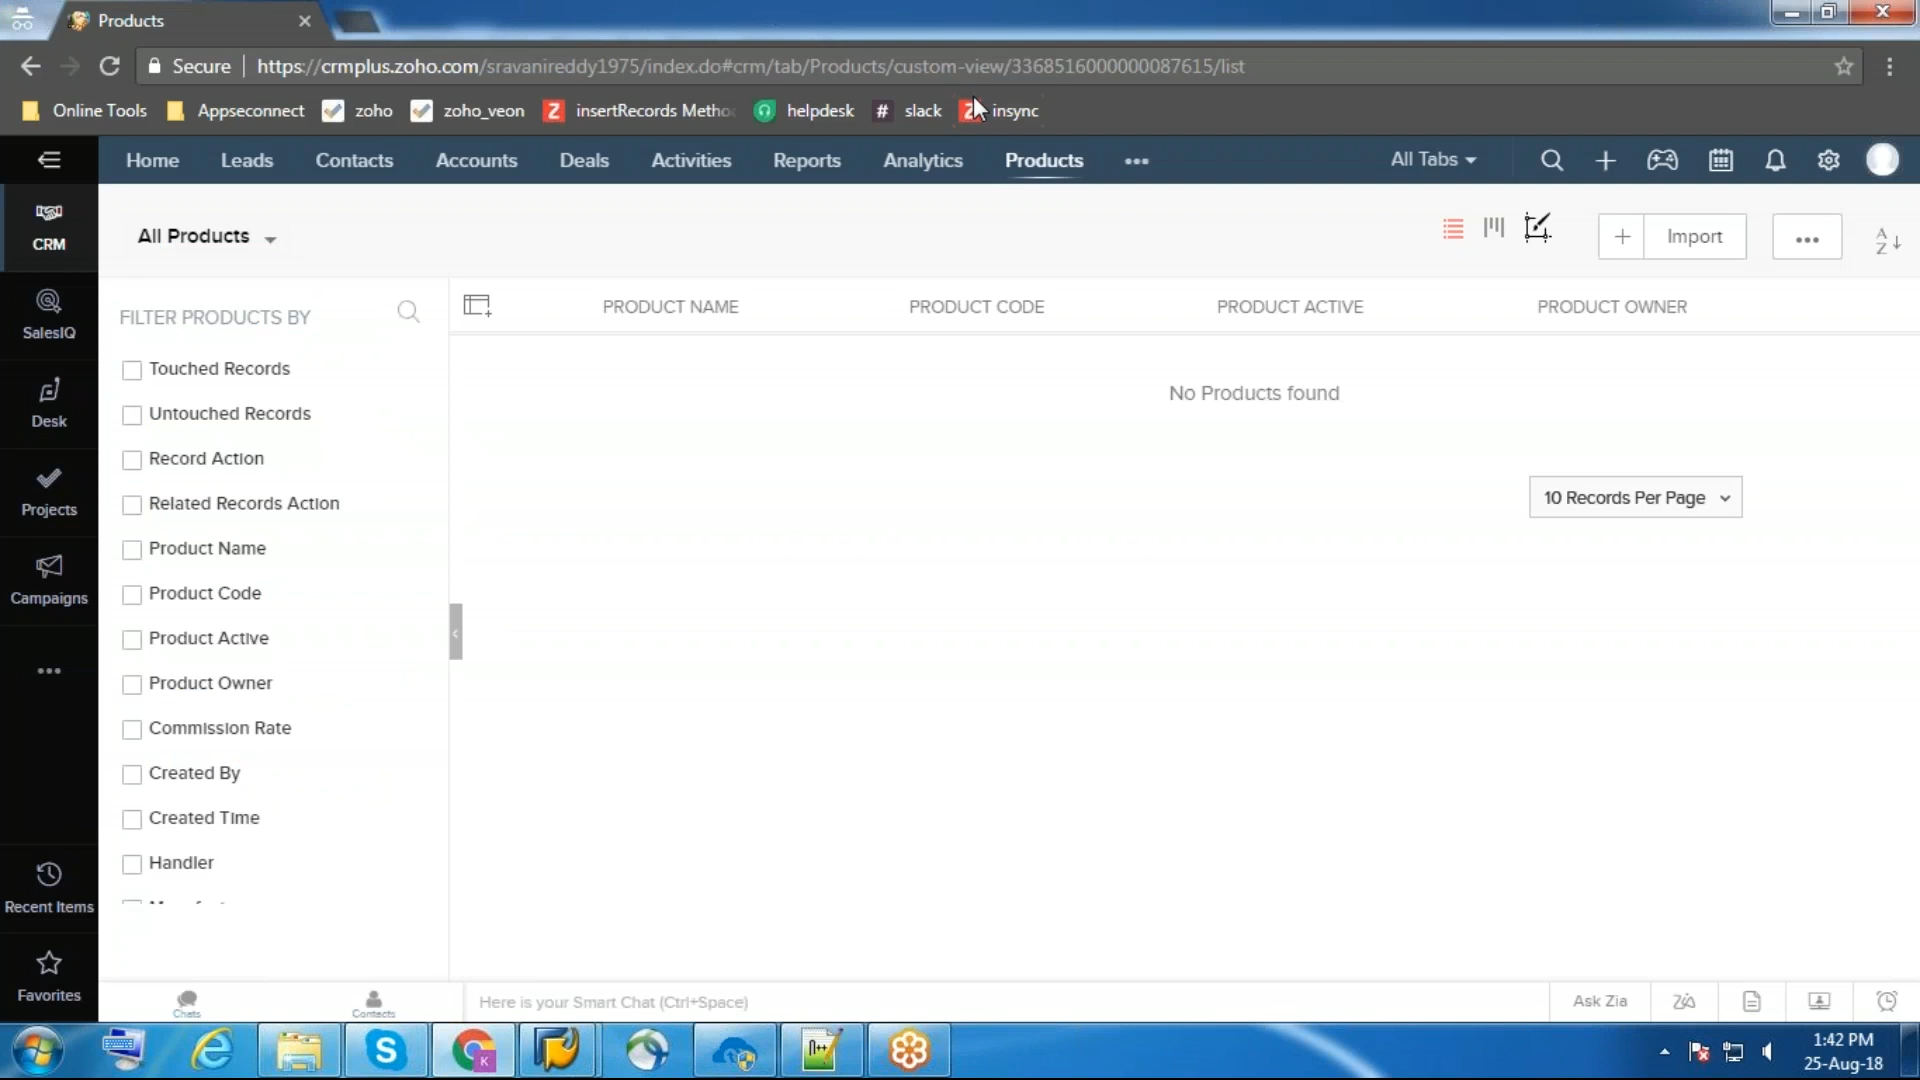 Products
Secure https://crmplus.zoho.com/sravanireddy1975/index.do#crm/tab/Products/custom-view/3368516000000087615/list
Online Tools Appseconnect zoho zoho_veon insertRecords Metho helpdesk slack insync
Home Leads Contacts Accounts Deals Activities Reports Analytics Products ••• All Tabs
CRM
All Products
Import
•••
A
Z
SalesIQ
FILTER PRODUCTS BY
PRODUCT NAME PRODUCT CODE PRODUCT ACTIVE PRODUCT OWNER
Touched Records
No Products found
Untouched Records
Desk
Record Action
Related Records Action
10 Records Per Page
Projects
Product Name
Product Code
Campaigns
Product Active
•••
Product Owner
Commission Rate
Created By
Created Time
Handler
Recent Items
Favorites
Chats
Contacts
Here is your Smart Chat (Ctrl+Space)
Ask Zia
K
n++
1:42 PM
25-Aug-18